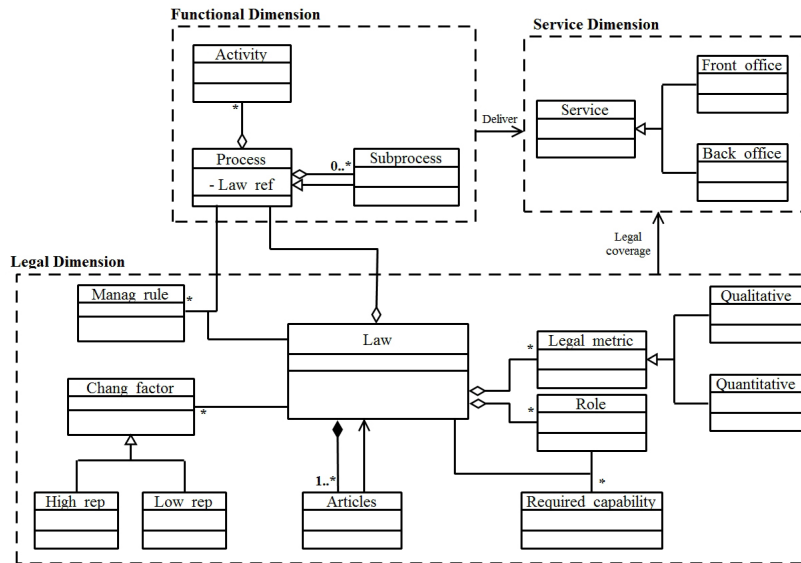 Functional Dimension
Service Dimension
Activity
*
Process
- Law ref
0..*
Subprocess
Deliver
Service
Front office
Back office
Legal
coverage
Legal Dimension
Manag rule
*
Law
Legal metric
*
Qualitative
Quantitative
Chang factor
*
Role
*
1..*
*
High rep
Low rep
Articles
Required capability